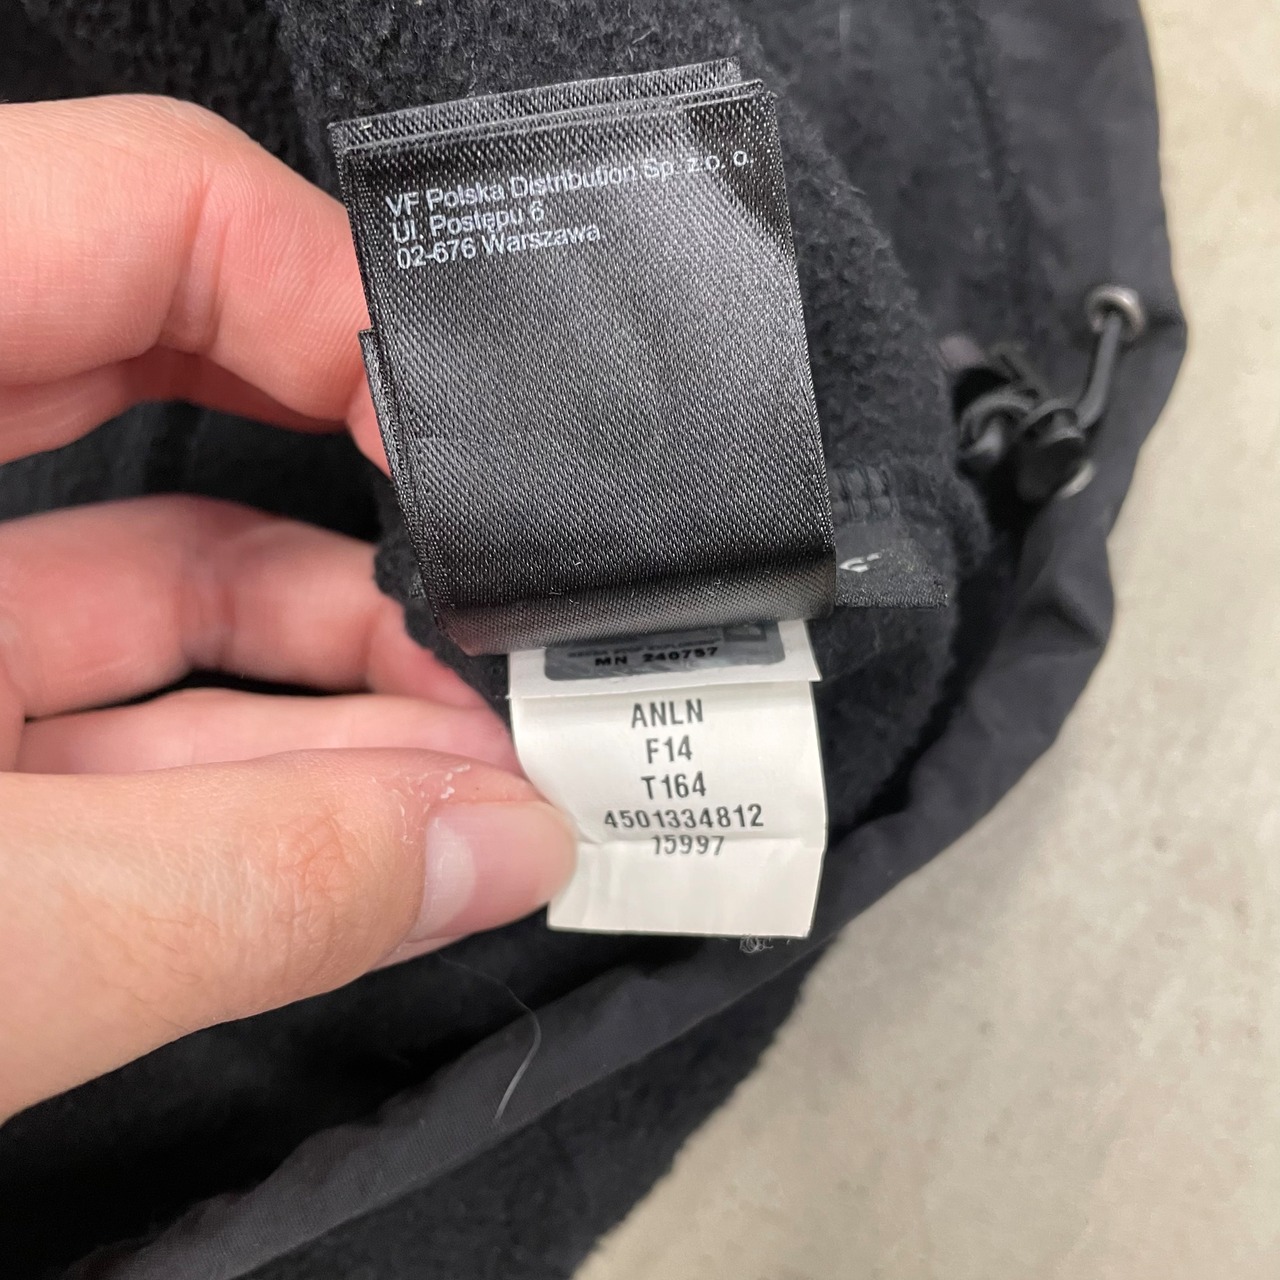 VF Polska Distribution Sp. z.o. o.
Ul. Postępu 6
02-676 Warszawa
MN 240757
ANLN
F14
T164
4501334812
15997